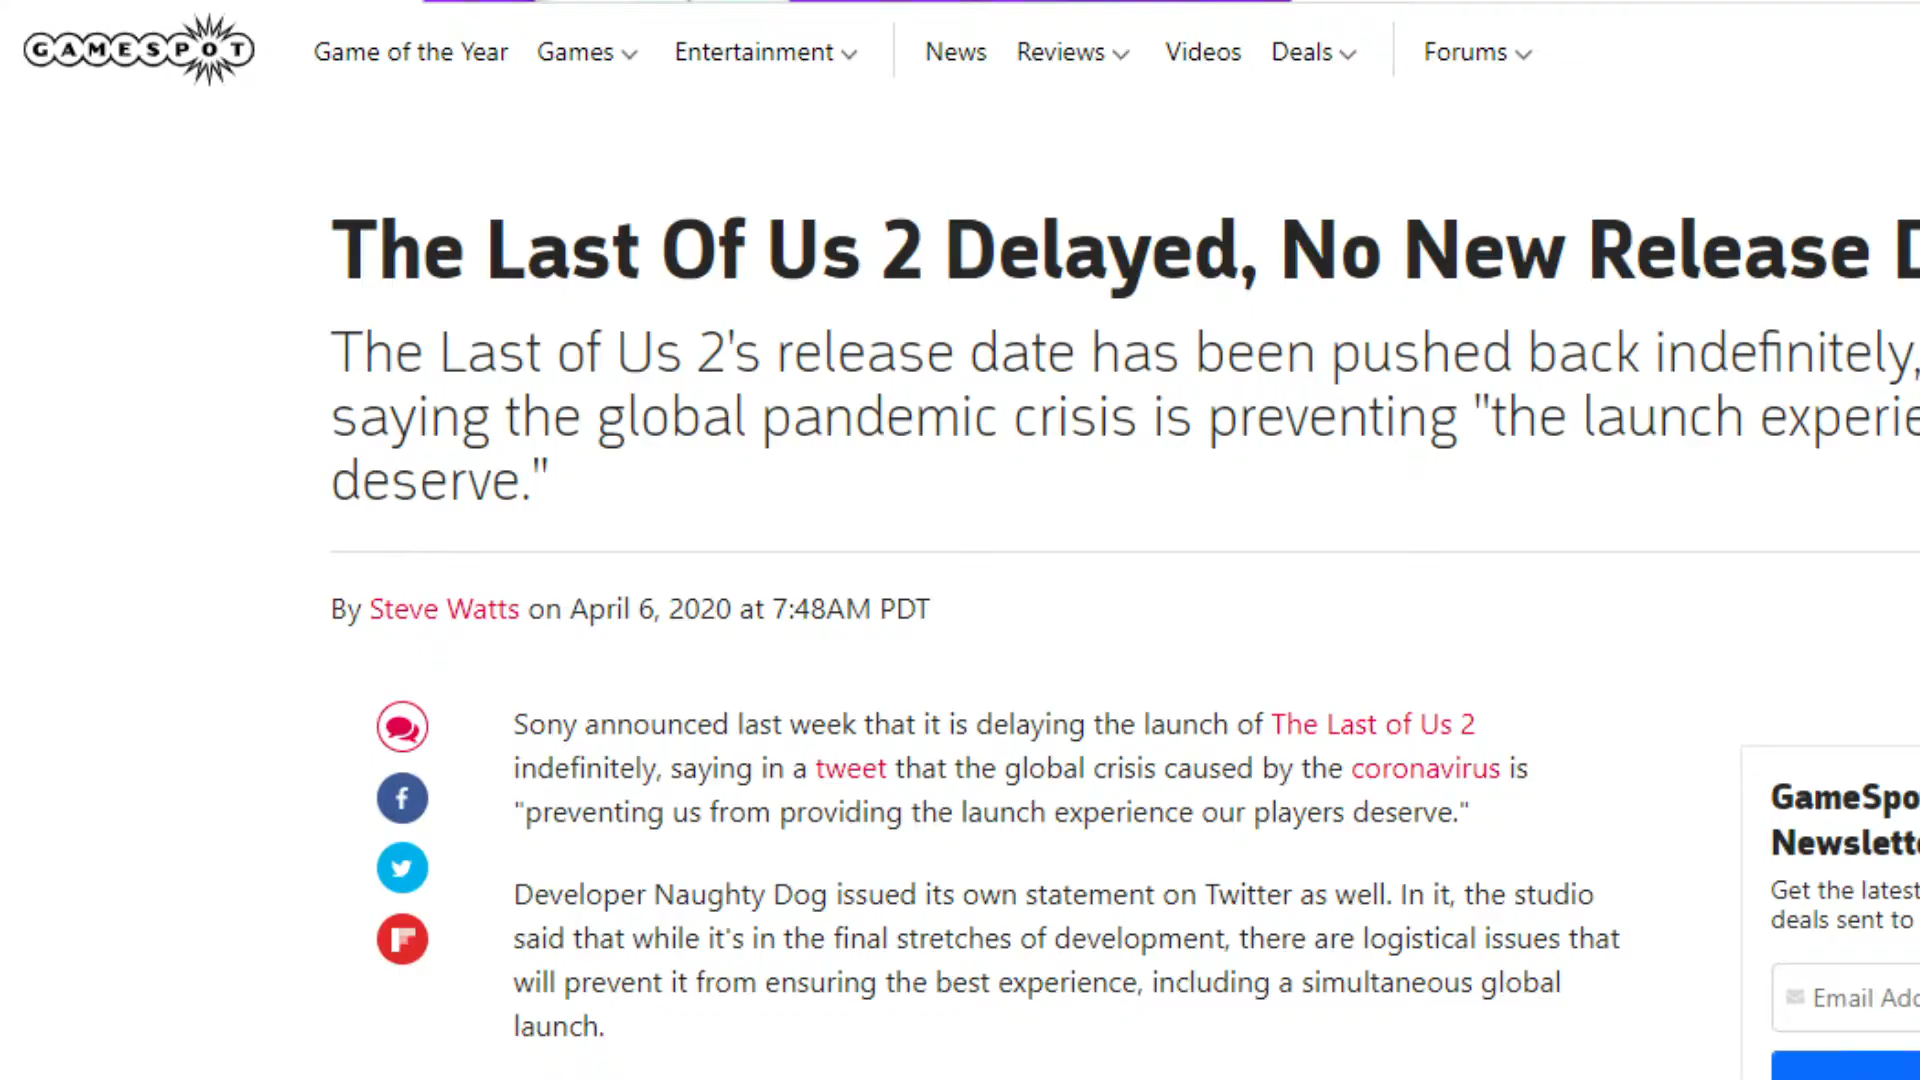 GAMESPOT
Game of the Year Games Entertainment News Reviews Videos Deals Forums
The Last Of Us 2 Delayed, No New Release
The Last of Us 2's release date has been pushed back indefinitely,
saying the global pandemic crisis is preventing "the launch
deserve."
By Steve Watts on April 6, 2020 at 7:48AM PDT
Sony announced last week that it is delaying the launch of The Last of Us 2
indefinitely, saying in a tweet that the global crisis caused by the coronavirus is
"preventing us from providing the launch experience our players deserve."
Developer Naughty Dog issued its own statement on Twitter as well. In it, the studio
said that while it's in the final stretches of development, there are logistical issues that
will prevent it from ensuring the best experience, including a simultaneous global
launch.
Get the latest
deals sent to
Email